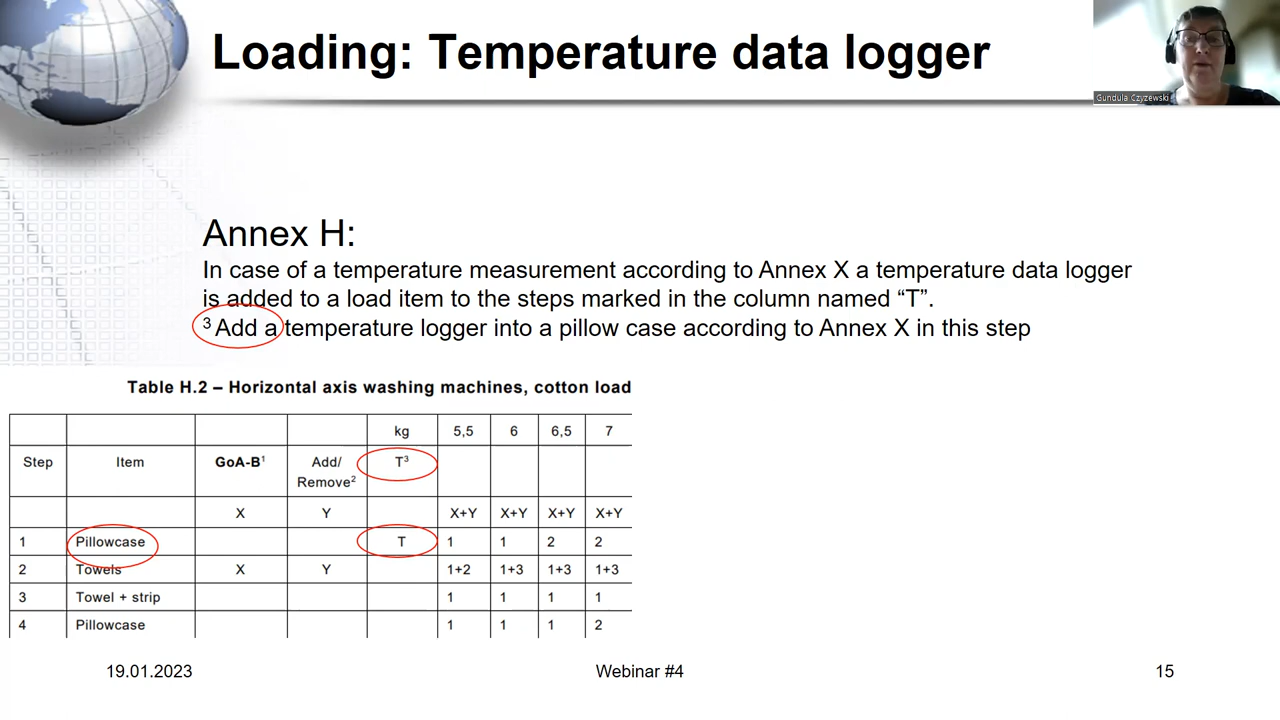 Loading: Temperature data logger
Gundula Czyzewski
Annex H:
In case of a temperature measurement according to Annex X a temperature data logger
is added to a load item to the steps marked in the column named “T”.
³ Add a temperature logger into a pillow case according to Annex X in this step
Table H.2 – Horizontal axis washing machines, cotton load
kg 5,5 6 6,5 7
Step Item GoA-B¹ Add/ T³
Remove²
X Y X+Y X+Y X+Y X+Y
1 Pillowcase T 1 1 2 2
2 Towels X Y 1+2 1+3 1+3 1+3
3 Towel + strip 1 1 1 1
4 Pillowcase 1 1 1 2
19.01.2023 Webinar #4 15